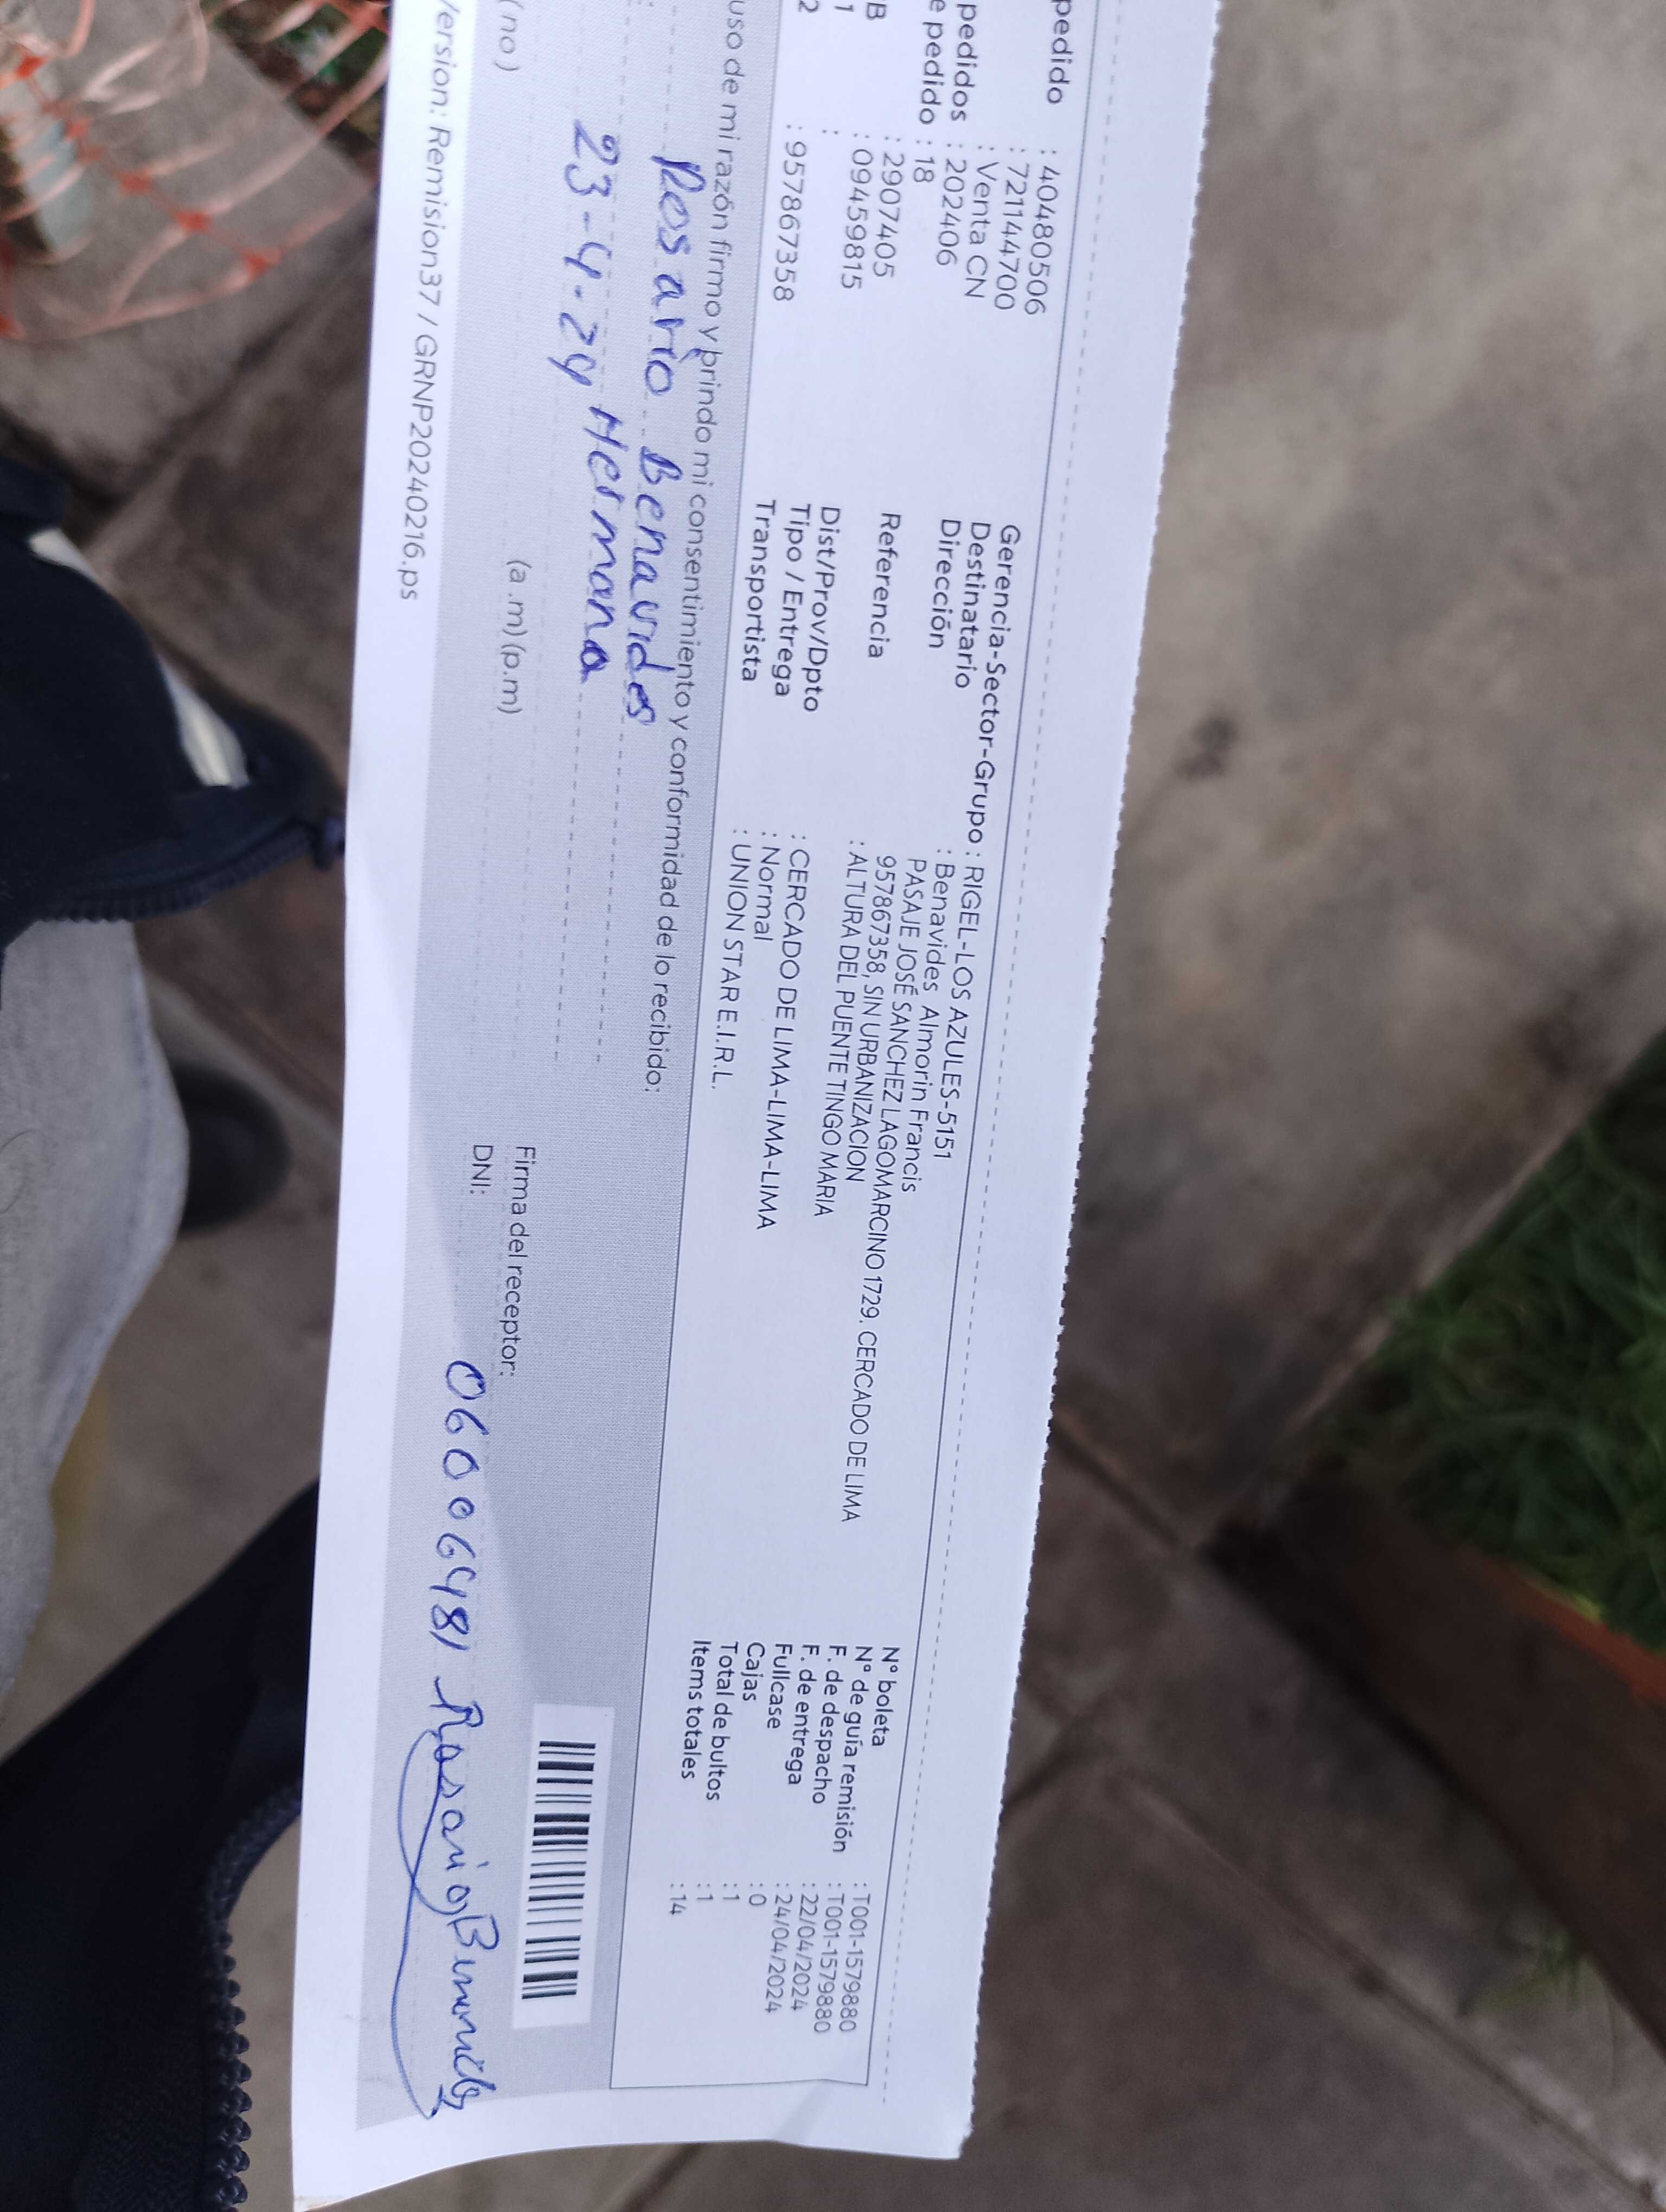 pedido : 40480506
: 721144700
: Venta CN
pedidos : 202406
e pedido : 18
: 2907405
B : 09459815
1 :
2 : 957867358
Gerencia-Sector-Grupo : RIGEL-LOS AZULES-5151
Destinatario : Benavides Almorin Francis
Dirección PASAJE JOSÉ SANCHEZ LAGOMARCINO 1729. CERCADO DE LIMA
957867358, SIN URBANIZACION
Referencia : ALTURA DEL PUENTE TINGO MARIA
Dist/Prov/Dpto : CERCADO DE LIMA-LIMA-LIMA
Tipo / Entrega : Normal
Transportista : UNION STAR E.I.R.L.
N° boleta : T001-1579880
N° de guía remisión : T001-1579880
F. de despacho : 22/04/2024
F. de entrega : 24/04/2024
Fullcase : 0
Cajas : 1
Total de bultos : 1
Items totales : 14
uso de mi razón firmo y brindo mi consentimiento y conformidad de lo recibido:
Rosario Benavides
23-4-24 Hermana
(no) (a.m)(p.m)
Firma del receptor:
DNI: 06006481 Rosario Benavides
Version: Remision37 / GRNP20240216.ps